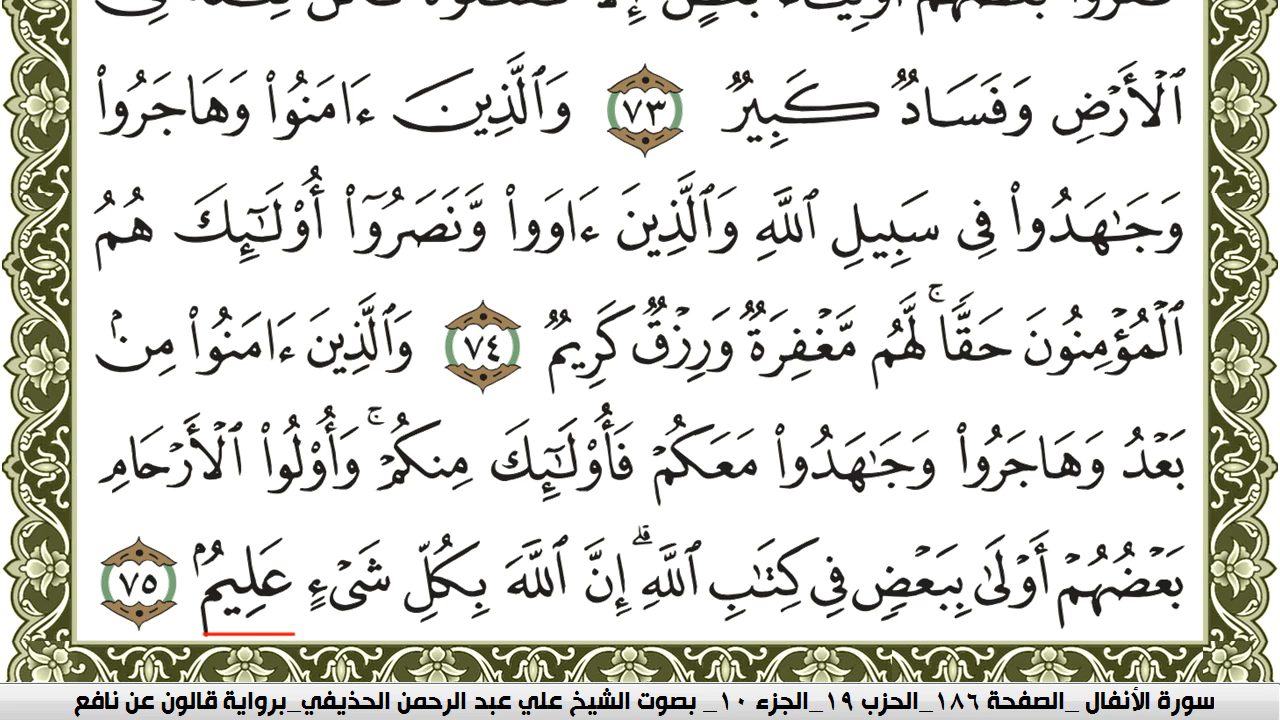 ٱلْأَرْضِ وَفَسَادٌ كَبِيرٌ ٧٣ وَٱلَّذِينَ ءَامَنُوا۟ وَهَاجَرُوا۟
وَجَٰهَدُوا۟ فِى سَبِيلِ ٱللَّهِ وَٱلَّذِينَ ءَاوَوا۟ وَّنَصَرُوٓا۟ أُو۟لَٰٓئِكَ هُمُ
ٱلْمُؤْمِنُونَ حَقًّا ۚ لَّهُم مَّغْفِرَةٌ وَرِزْقٌ كَرِيمٌ ٧٤ وَٱلَّذِينَ ءَامَنُوا۟ مِنۢ
بَعْدُ وَهَاجَرُوا۟ وَجَٰهَدُوا۟ مَعَكُمْ فَأُو۟لَٰٓئِكَ مِنكُمْ ۚ وَأُو۟لُوا۟ ٱلْأَرْحَامِ
بَعْضُهُمْ أَوْلَىٰ بِبَعْضٍ فِى كِتَٰبِ ٱللَّهِ ۗ إِنَّ ٱللَّهَ بِكُلِّ شَىْءٍ عَلِيمُۢ ٧٥
سورة الأنفال _الصفحة ١٨٦_الحزب ١٩_الجزء ١٠_ بصوت الشيخ علي عبد الرحمن الحذيفي_برواية قالون عن نافع